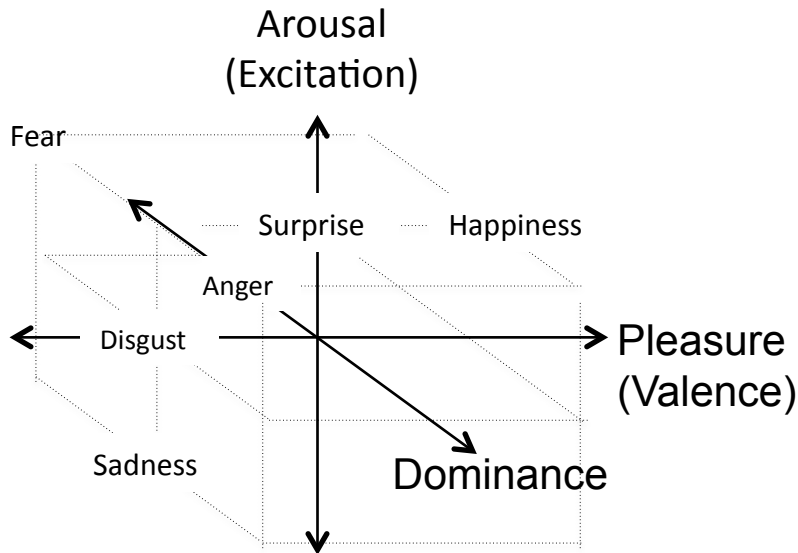 Arousal
(Excitation)
Fear
Surprise
Happiness
Anger
Disgust
Pleasure
(Valence)
Sadness
Dominance